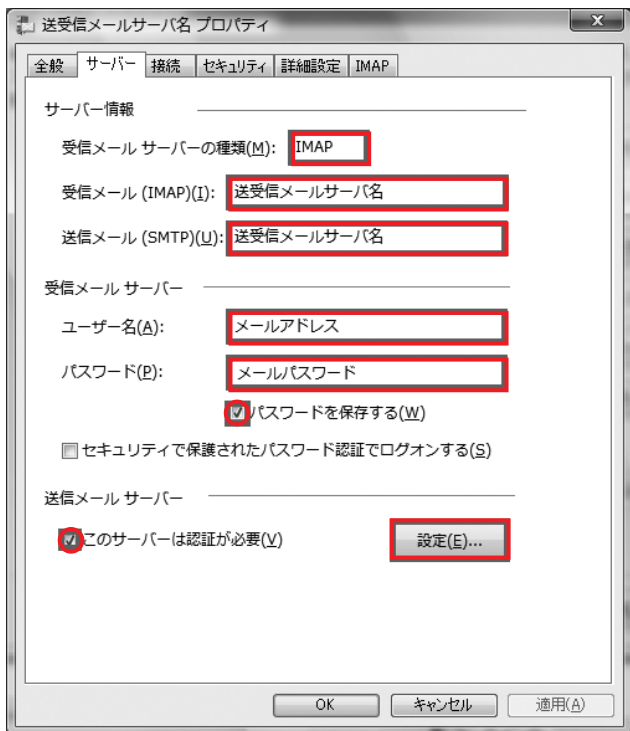 送受信メールサーバ名 プロパティ
全般 サーバー 接続 セキュリティ 詳細設定 IMAP
サーバー情報
受信メール サーバーの種類(M): IMAP
受信メール (IMAP)(I): 送受信メールサーバ名
送信メール (SMTP)(U): 送受信メールサーバ名
受信メール サーバー
ユーザー名(A): メールアドレス
パスワード(P): メールパスワード
パスワードを保存する(W)
セキュリティで保護されたパスワード認証でログオンする(S)
送信メール サーバー
このサーバーは認証が必要(V) 設定(E)...
OK キャンセル 適用(A)